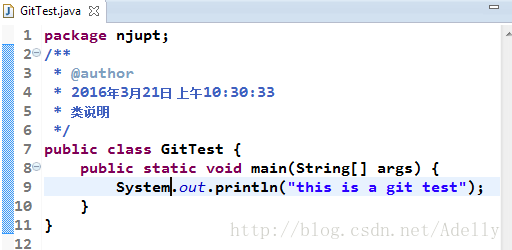 GitTest.java
1 package njupt;
2 /**
3 * @author
4 * 2016年3月21日 上午10:30:33
5 * 类说明
6 */
7 public class GitTest {
8 public static void main(String[] args) {
9 System.out.println("this is a git test");
10 }
11 }
12
http://blog.csdn.net/Adelly